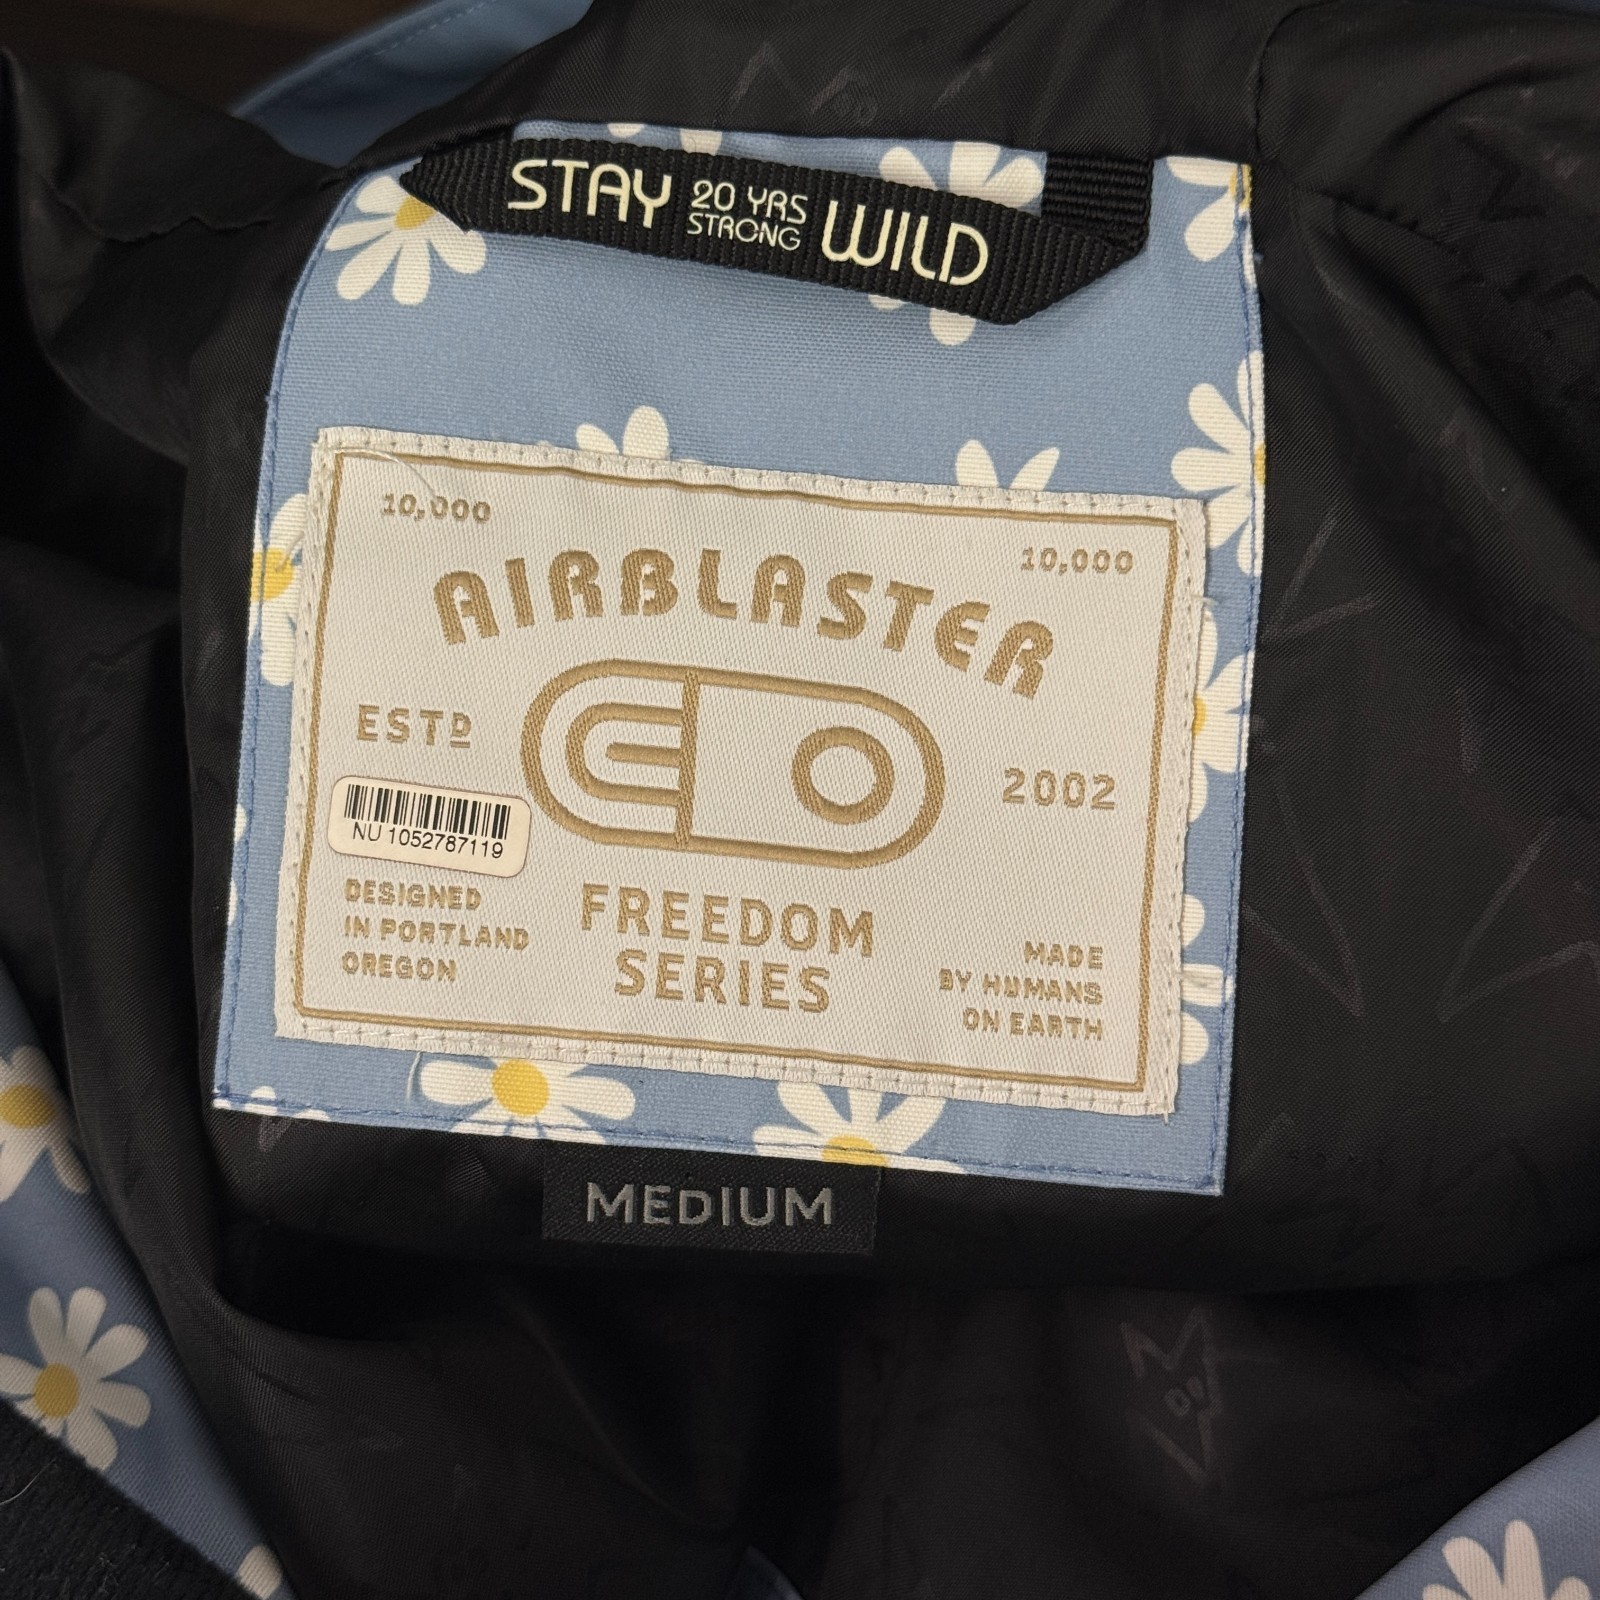 STAY 20 YRS STRONG WILD
10,000
10,000
AIRBLASTER
ESTD
2002
NU 1052787119
DESIGNED
IN PORTLAND
OREGON
FREEDOM
SERIES
MADE
BY HUMANS
ON EARTH
MEDIUM